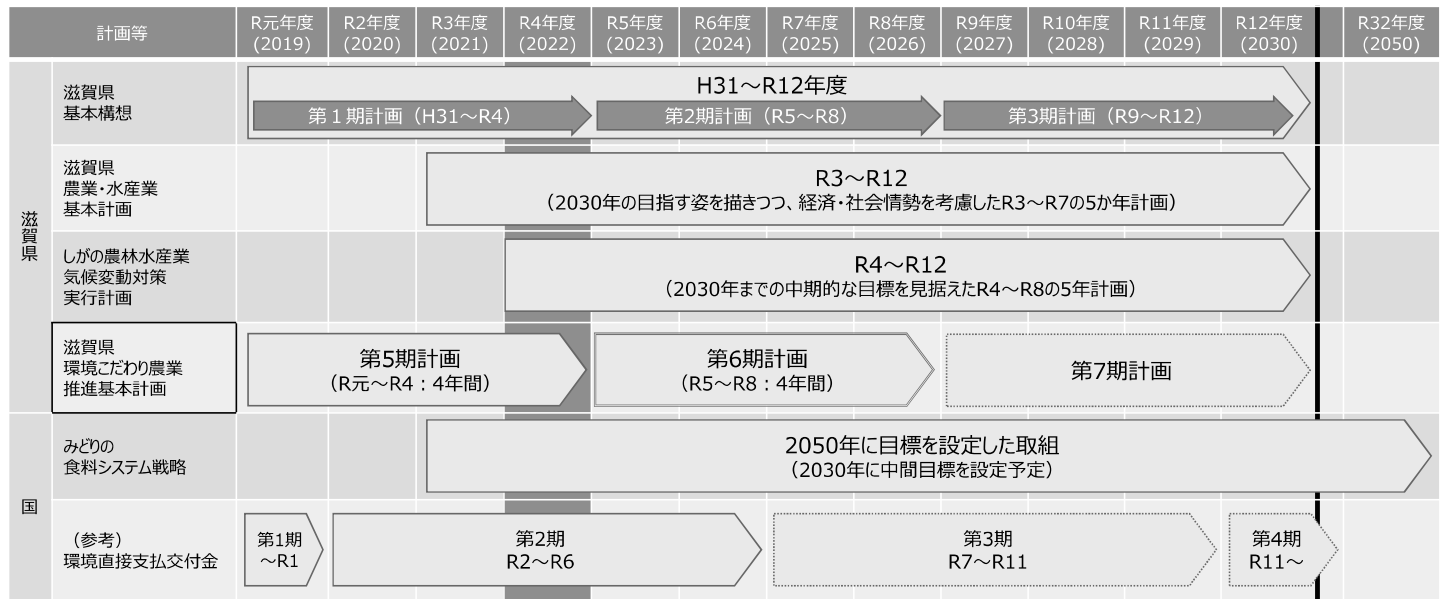 計画等
R元年度
(2019)
R2年度
(2020)
R3年度
(2021)
R4年度
(2022)
R5年度
(2023)
R6年度
(2024)
R7年度
(2025)
R8年度
(2026)
R9年度
(2027)
R10年度
(2028)
R11年度
(2029)
R12年度
(2030)
R32年度
(2050)
滋賀県
滋賀県
基本構想
H31～R12年度
第１期計画（H31～R4）
第2期計画（R5～R8）
第3期計画（R9～R12）
滋賀県
農業・水産業
基本計画
R3～R12
（2030年の目指す姿を描きつつ、経済・社会情勢を考慮したR3～R7の5か年計画）
しがの農林水産業
気候変動対策
実行計画
R4～R12
（2030年までの中期的な目標を見据えたR4～R8の5年計画）
滋賀県
環境こだわり農業
推進基本計画
第5期計画
（R元～R4：4年間）
第6期計画
（R5～R8：4年間）
第7期計画
国
みどりの
食料システム戦略
2050年に目標を設定した取組
（2030年に中間目標を設定予定）
（参考）
環境直接支払交付金
第1期
～R1
第2期
R2～R6
第3期
R7～R11
第4期
R11～